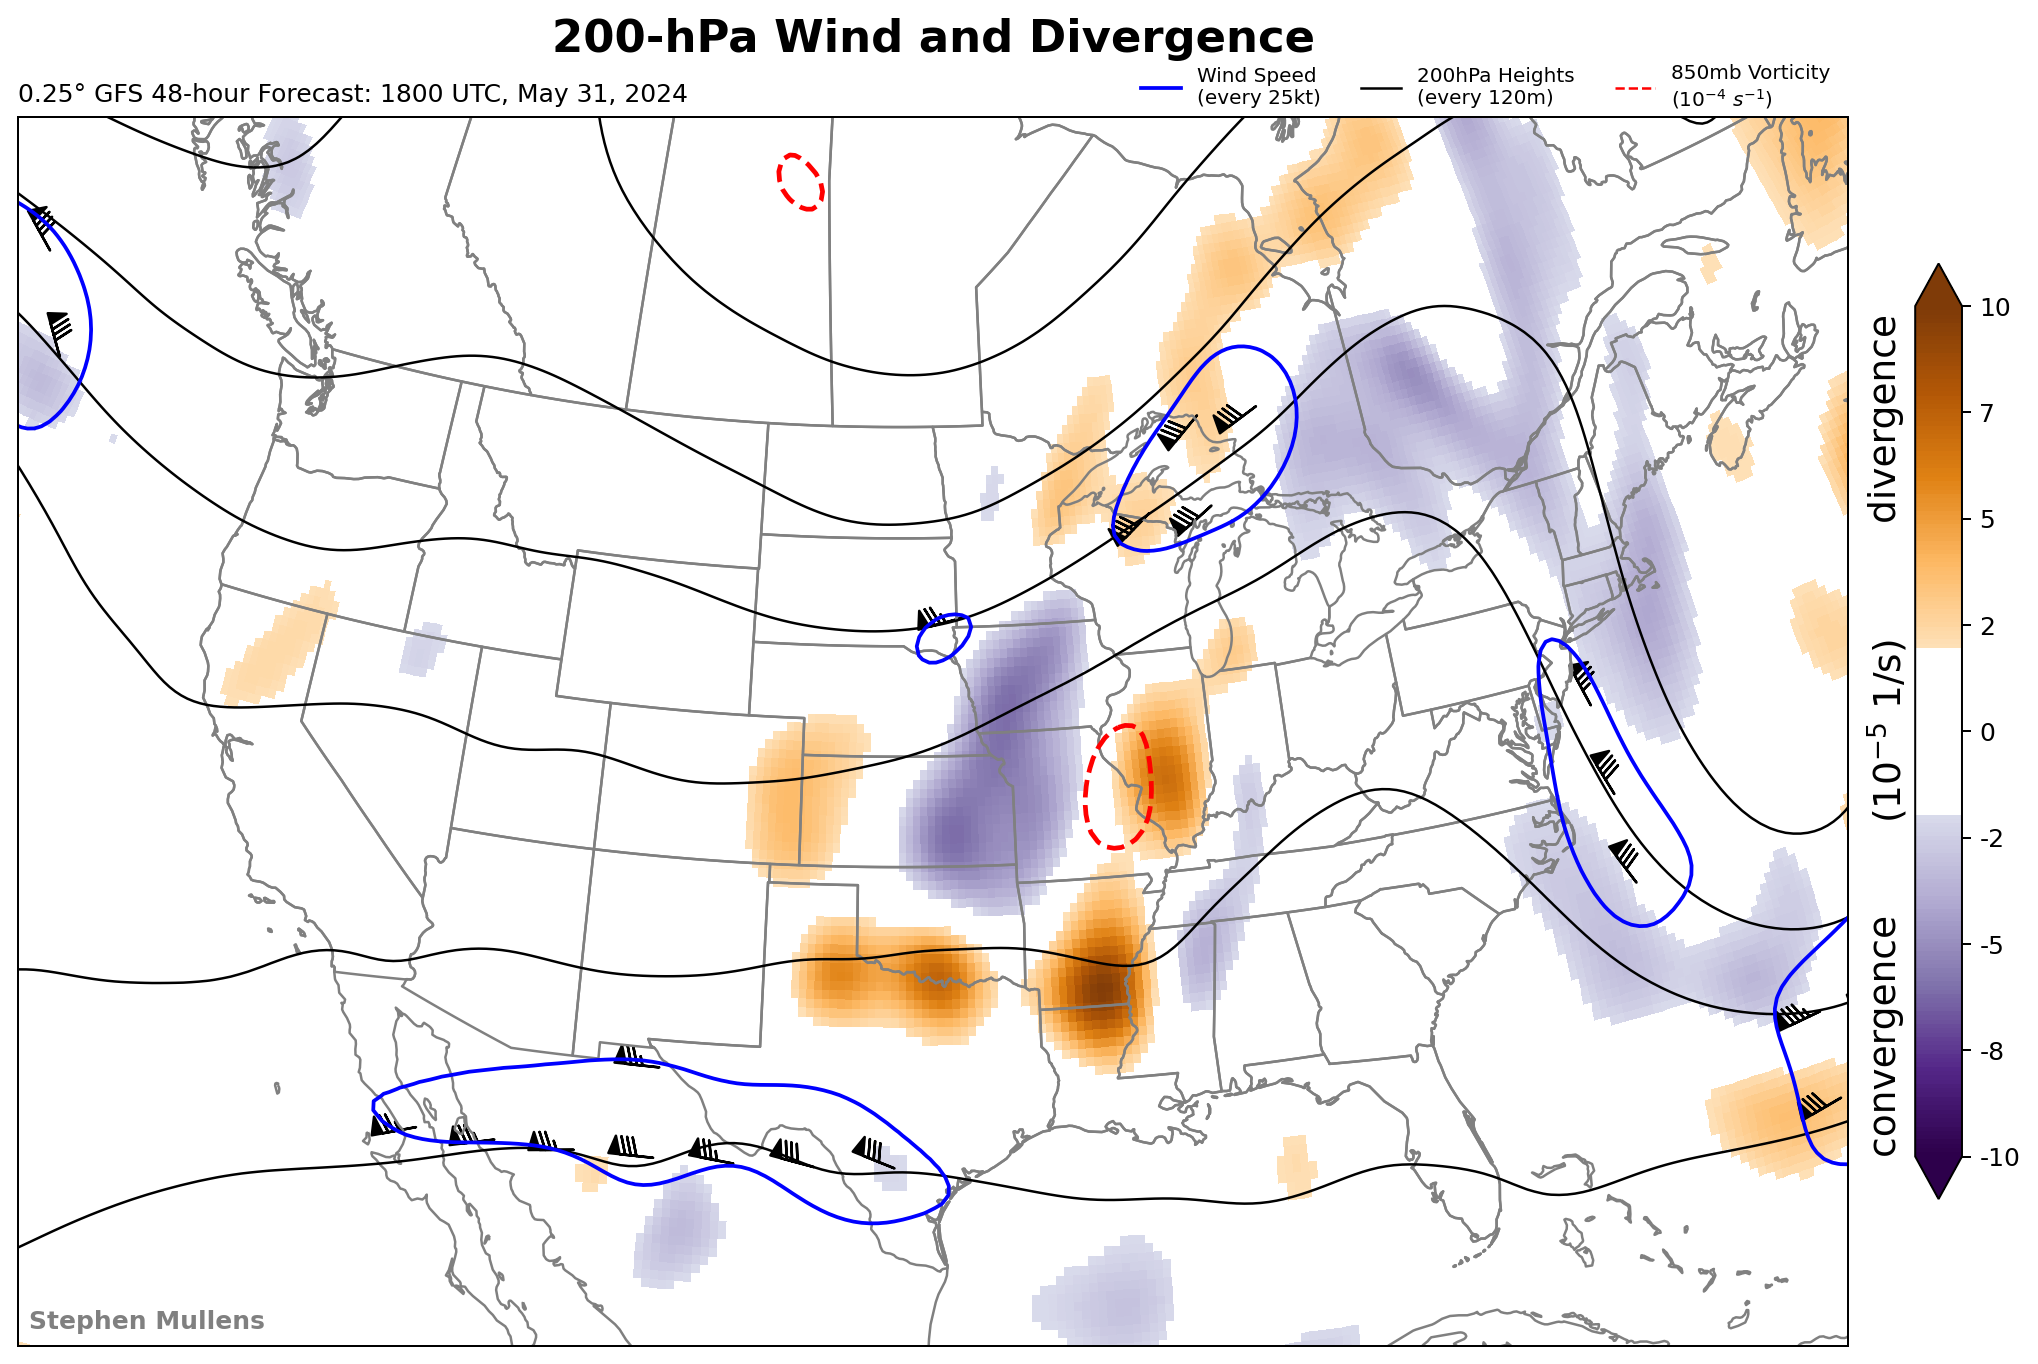 200-hPa Wind and Divergence
0.25° GFS 48-hour Forecast: 1800 UTC, May 31, 2024
Wind Speed
(every 25kt)
200hPa Heights
(every 120m)
850mb Vorticity
(10⁻⁴ s⁻¹)
10
7
5
2
0
-2
-5
-8
-10
convergence (10⁻⁵ 1/s) divergence
Stephen Mullens